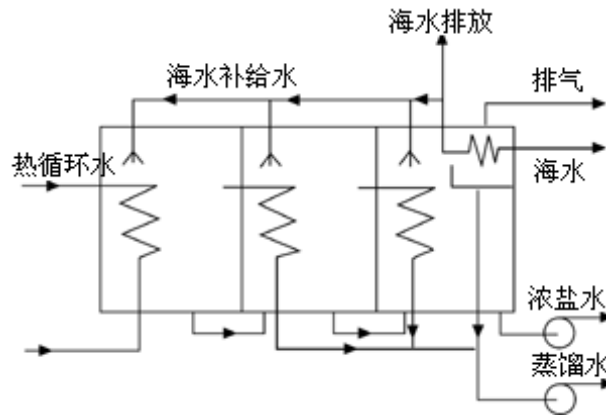 海水排放
海水补给水
排气
热循环水
海水
浓盐水
蒸馏水